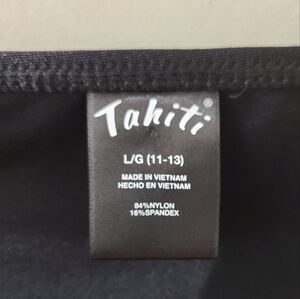 Tahiti®
L/G (11-13)
MADE IN VIETNAM
HECHO EN VIETNAM
84%NYLON
16%SPANDEX